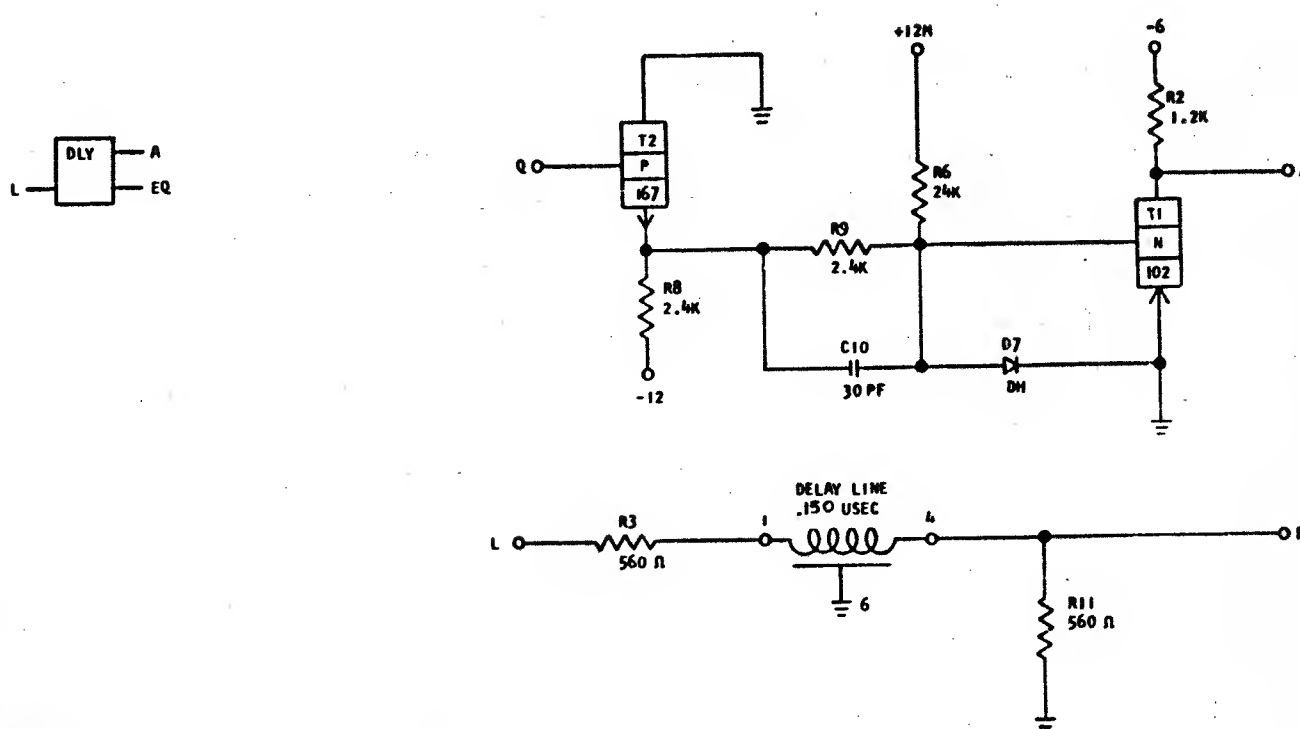 DLY
A
L
EQ
T2
P
167
Q
R8
2.4K
-12
+12M
R6
24K
R9
2.4K
C10
30 PF
D7
DH
-6
R2
1.2K
T1
N
102
DELAY LINE
.150 USEC
L
R3
560 Ω
1
4
6
R11
560 Ω